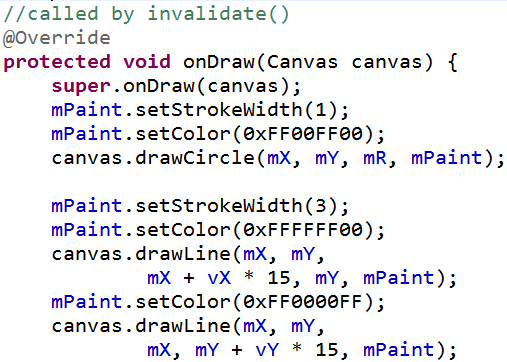 //called by invalidate()
@Override
protected void onDraw(Canvas canvas) {
    super.onDraw(canvas);
    mPaint.setStrokeWidth(1);
    mPaint.setColor(0xFF00FF00);
    canvas.drawCircle(mX, mY, mR, mPaint);

    mPaint.setStrokeWidth(3);
    mPaint.setColor(0xFFFFFF00);
    canvas.drawLine(mX, mY,
            mX + vX * 15, mY, mPaint);
    mPaint.setColor(0xFF0000FF);
    canvas.drawLine(mX, mY,
            mX, mY + vY * 15, mPaint);